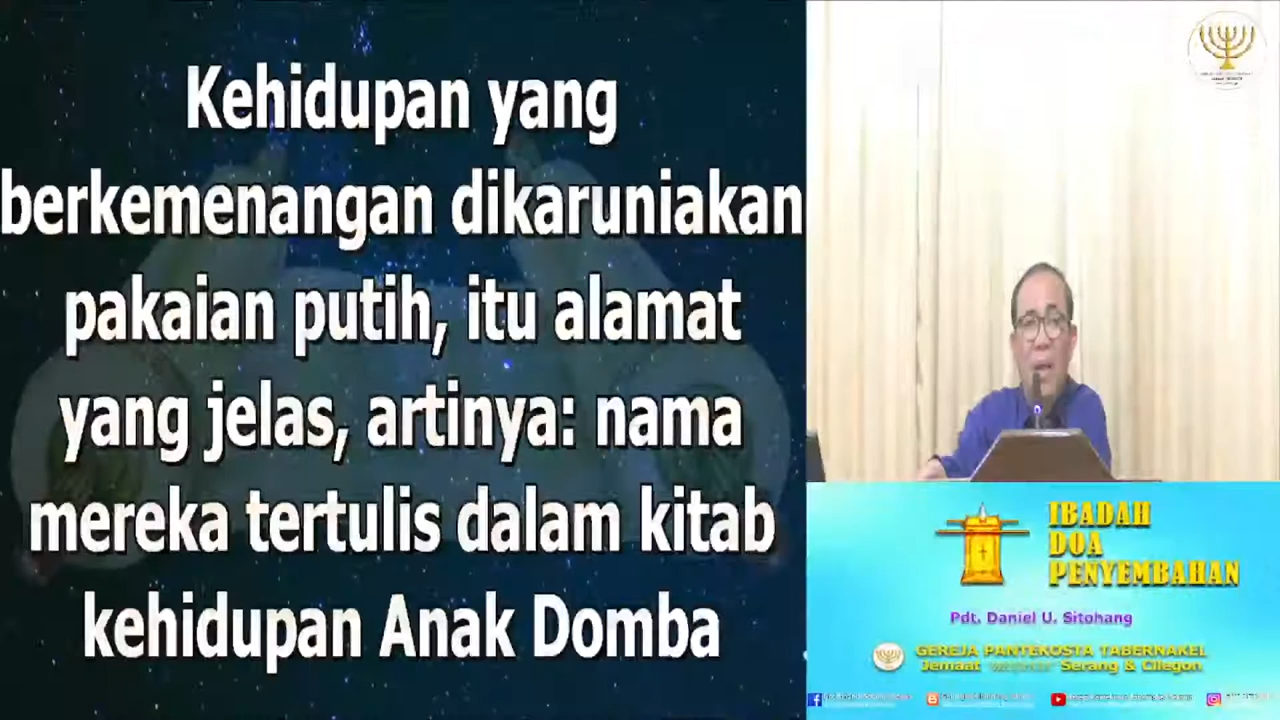 Kehidupan yang
berkemenangan dikaruniakan
pakaian putih, itu alamat
yang jelas, artinya: nama
mereka tertulis dalam kitab
kehidupan Anak Domba
IBADAH
DOA
PENYEMBAHAN
Pdt. Daniel U. Sitohang
GEREJA PANTEKOSTA TABERNAKEL
Jemaat Serang & Cilegon